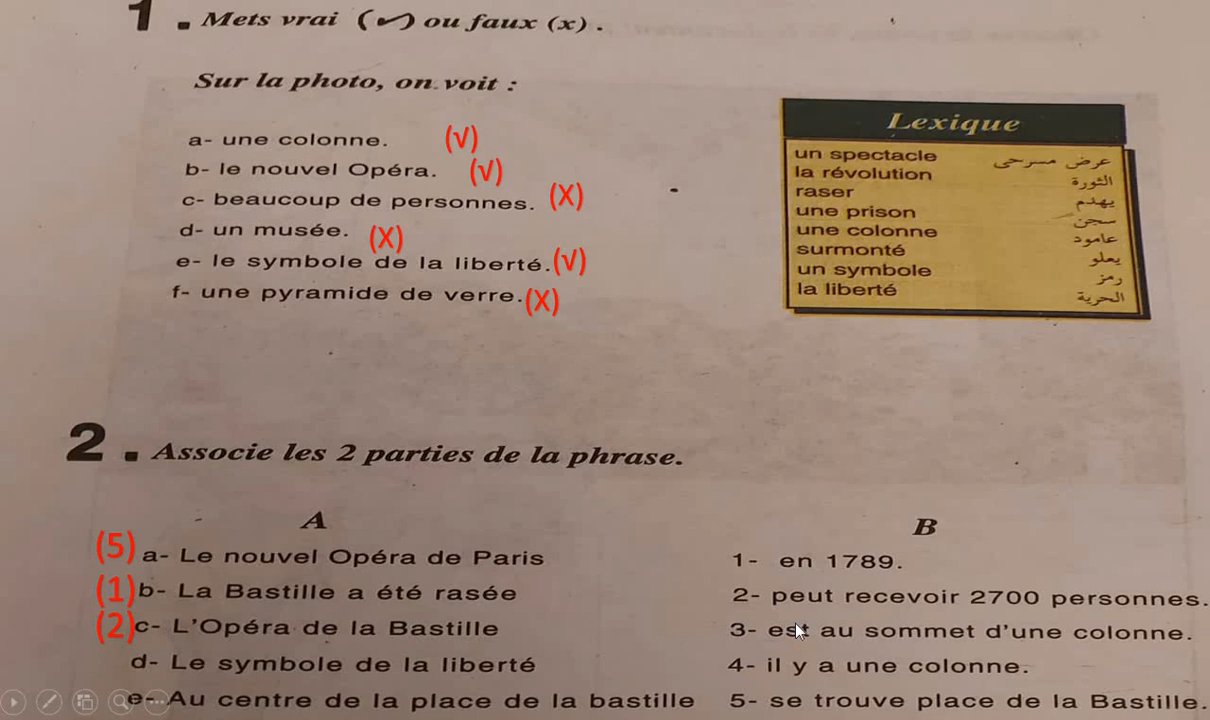 1. Mets vrai (✓) ou faux (x).
Sur la photo, on voit :
a- une colonne. (V)
b- le nouvel Opéra. (V)
c- beaucoup de personnes. (X)
d- un musée. (X)
e- le symbole de la liberté. (V)
f- une pyramide de verre. (X)
Lexique
un spectacle عرض مسرحى
la révolution الثورة
raser يهدم
une prison سجن
une colonne عامود
surmonté يعلو
un symbole رمز
la liberté الحرية
2. Associe les 2 parties de la phrase.
A
(5) a- Le nouvel Opéra de Paris
(1) b- La Bastille a été rasée
(2) c- L'Opéra de la Bastille
d- Le symbole de la liberté
e- Au centre de la place de la bastille
B
1- en 1789.
2- peut recevoir 2700 personnes.
3- est au sommet d'une colonne.
4- il y a une colonne.
5- se trouve place de la Bastille.